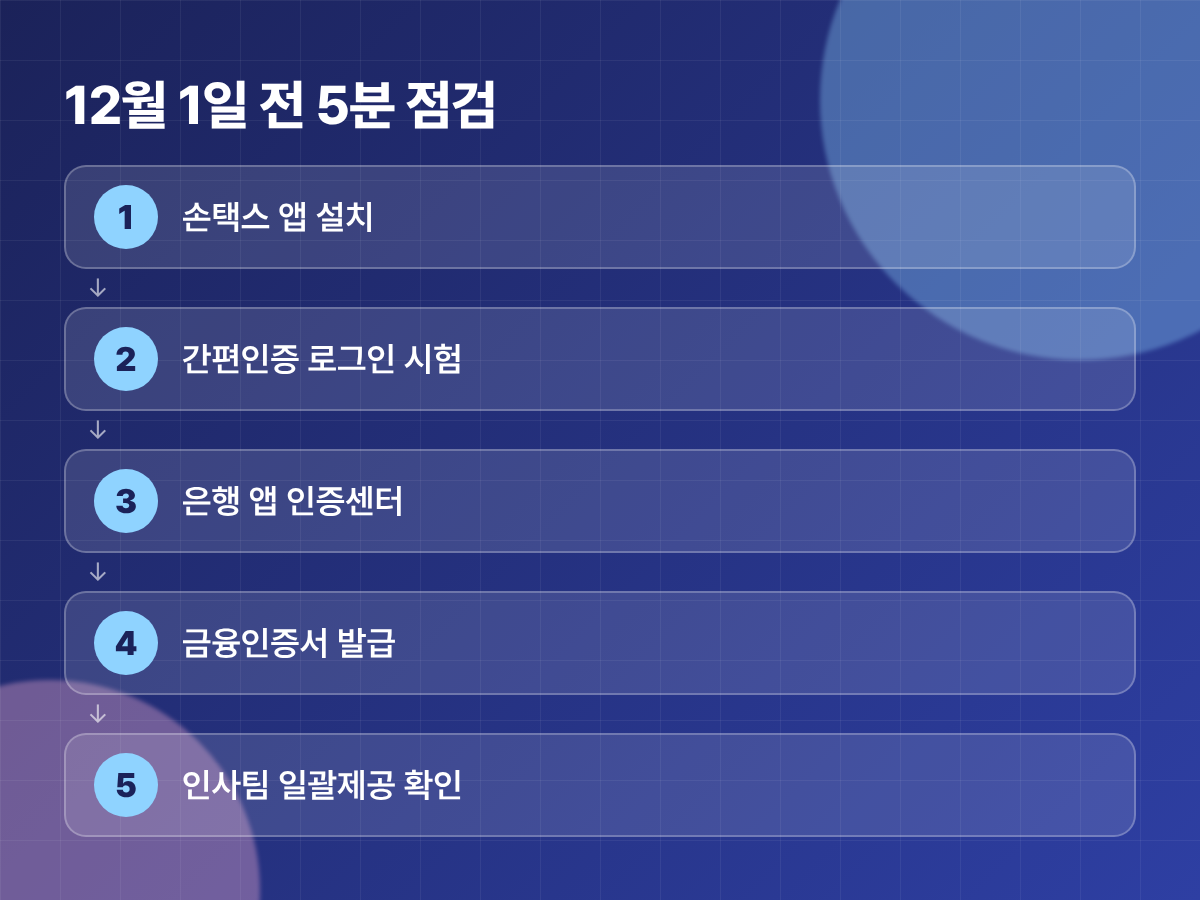 12월 1일 전 5분 점검
1 손택스 앱 설치
↓
2 간편인증 로그인 시험
↓
3 은행 앱 인증센터
↓
4 금융인증서 발급
↓
5 인사팀 일괄제공 확인